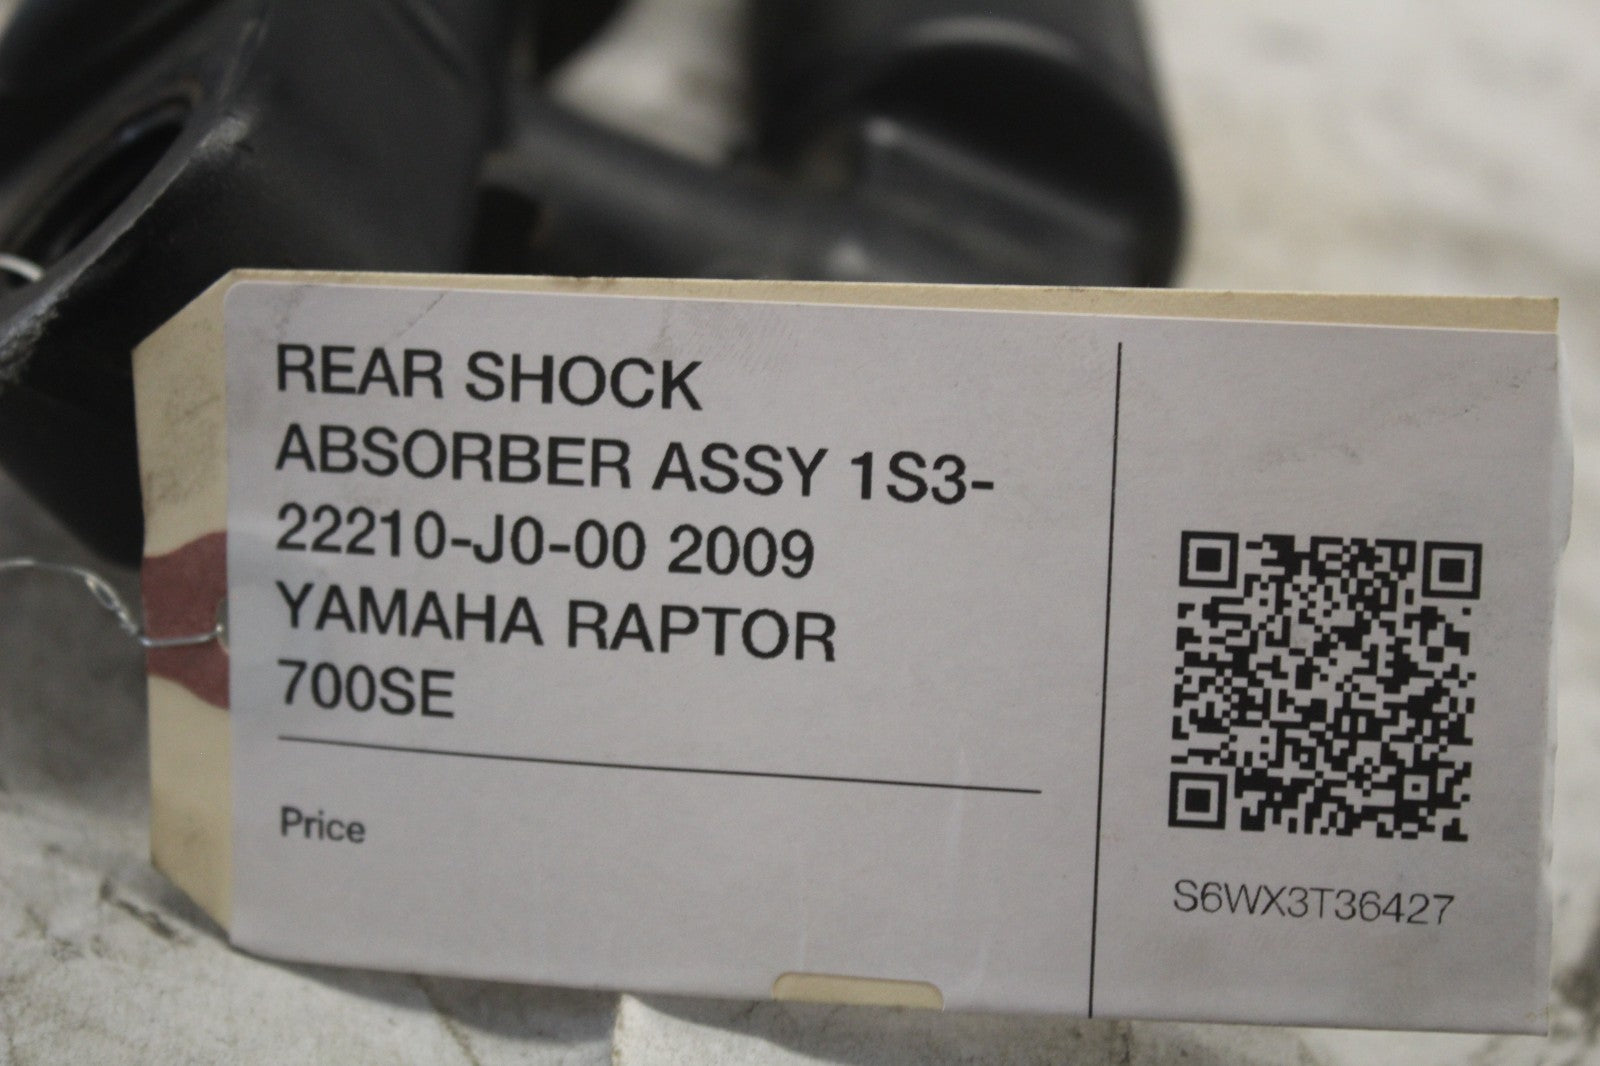 REAR SHOCK
ABSORBER ASSY 1S3-
22210-J0-00 2009
YAMAHA RAPTOR
700SE
Price
S6WX3T36427